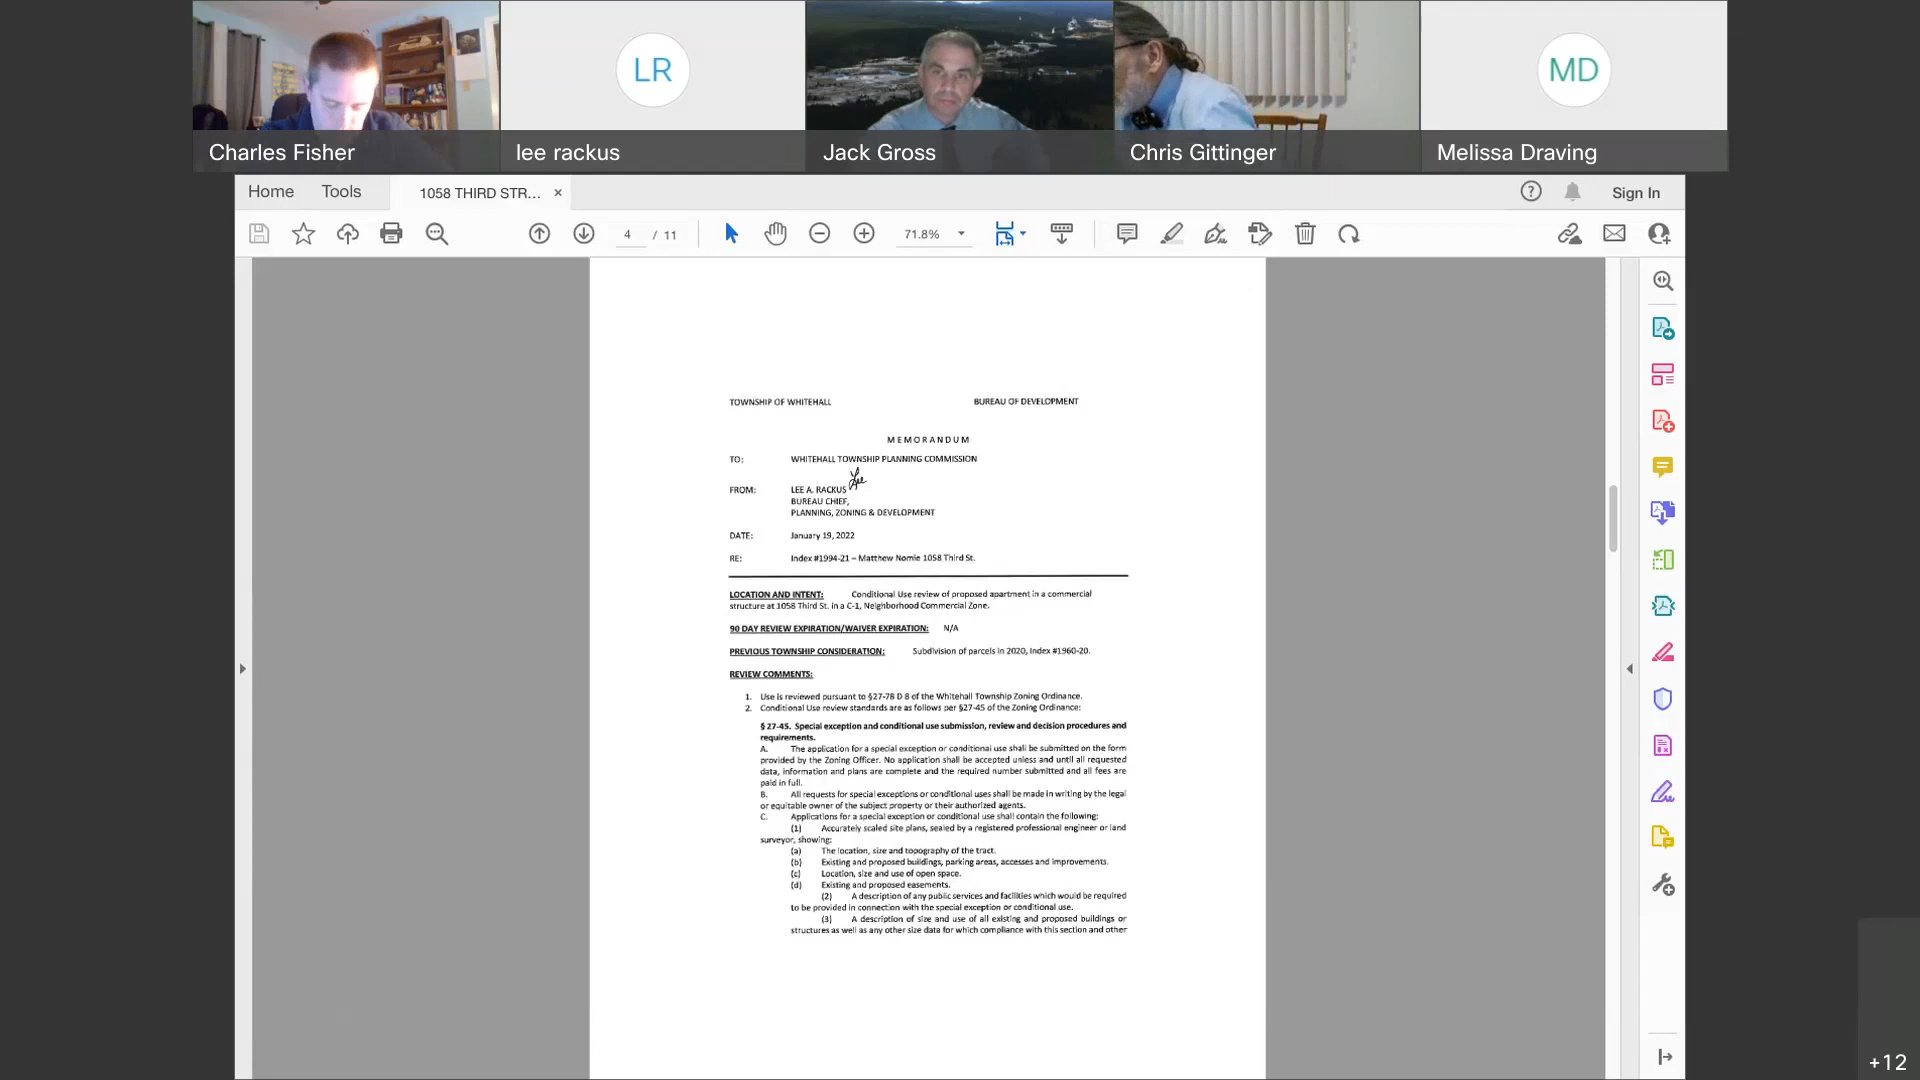 LR
MD
Charles Fisher
lee rackus
Jack Gross
Chris Gittinger
Melissa Draving
Home
Tools
1058 THIRD STR...
Sign In
4 / 11
71.8%
TOWNSHIP OF WHITEHALL BUREAU OF DEVELOPMENT
MEMORANDUM
TO: WHITEHALL TOWNSHIP PLANNING COMMISSION
Lee
FROM: LEE A. RACKUS
BUREAU CHIEF,
PLANNING, ZONING & DEVELOPMENT
DATE: January 19, 2022
RE: Index #1994-21 – Matthew Nomie 1058 Third St.
LOCATION AND INTENT: Conditional Use review of proposed apartment in a commercial
structure at 1058 Third St. in a C-1, Neighborhood Commercial Zone.
90 DAY REVIEW EXPIRATION/WAIVER EXPIRATION: N/A
PREVIOUS TOWNSHIP CONSIDERATION: Subdivision of parcels in 2020, Index #1960-20.
REVIEW COMMENTS:
1. Use is reviewed pursuant to §27-78 D 8 of the Whitehall Township Zoning Ordinance.
2. Conditional Use review standards are as follows per §27-45 of the Zoning Ordinance:
§ 27-45. Special exception and conditional use submission, review and decision procedures and
requirements.
A. The application for a special exception or conditional use shall be submitted on the form
provided by the Zoning Officer. No application shall be accepted unless and until all requested
data, information and plans are complete and the required number submitted and all fees are
paid in full.
B. All requests for special exceptions or conditional uses shall be made in writing by the legal
or equitable owner of the subject property or their authorized agents.
C. Applications for a special exception or conditional use shall contain the following:
(1) Accurately scaled site plans, sealed by a registered professional engineer or land
surveyor, showing:
(a) The location, size and topography of the tract.
(b) Existing and proposed buildings, parking areas, accesses and improvements.
(c) Location, size and use of open space.
(d) Existing and proposed easements.
(2) A description of any public services and facilities which would be required
to be provided in connection with the special exception or conditional use.
(3) A description of size and use of all existing and proposed buildings or
structures as well as any other size data for which compliance with this section and other
+12